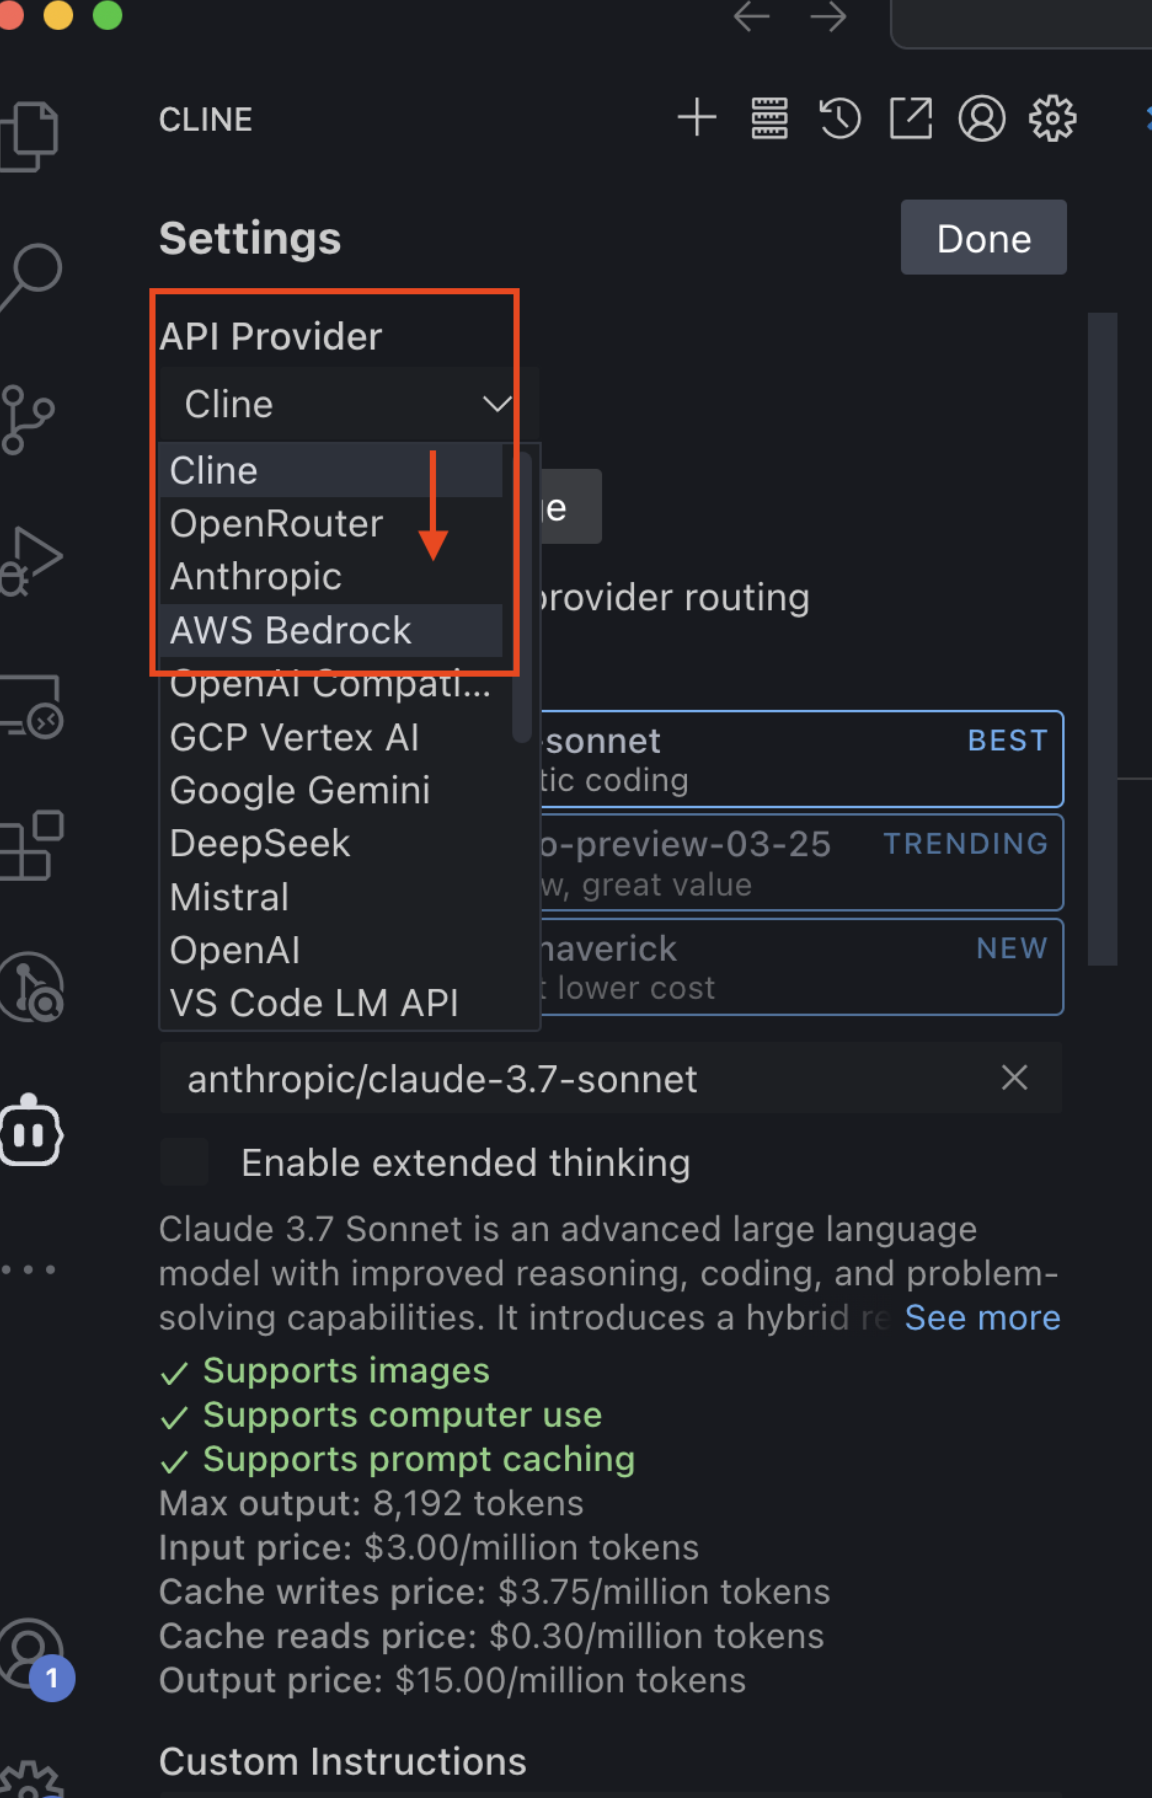 CLINE
Settings
Done
API Provider
Cline
Cline
OpenRouter
Anthropic
AWS Bedrock
OpenAI Compati...
GCP Vertex AI
Google Gemini
DeepSeek
Mistral
OpenAI
VS Code LM API
provider routing
-sonnet
BEST
tic coding
o-preview-03-25
TRENDING
w, great value
maverick
NEW
t lower cost
anthropic/claude-3.7-sonnet
Enable extended thinking
Claude 3.7 Sonnet is an advanced large language
model with improved reasoning, coding, and problem-
solving capabilities. It introduces a hybrid re See more
✓ Supports images
✓ Supports computer use
✓ Supports prompt caching
Max output: 8,192 tokens
Input price: $3.00/million tokens
Cache writes price: $3.75/million tokens
Cache reads price: $0.30/million tokens
Output price: $15.00/million tokens
1
Custom Instructions